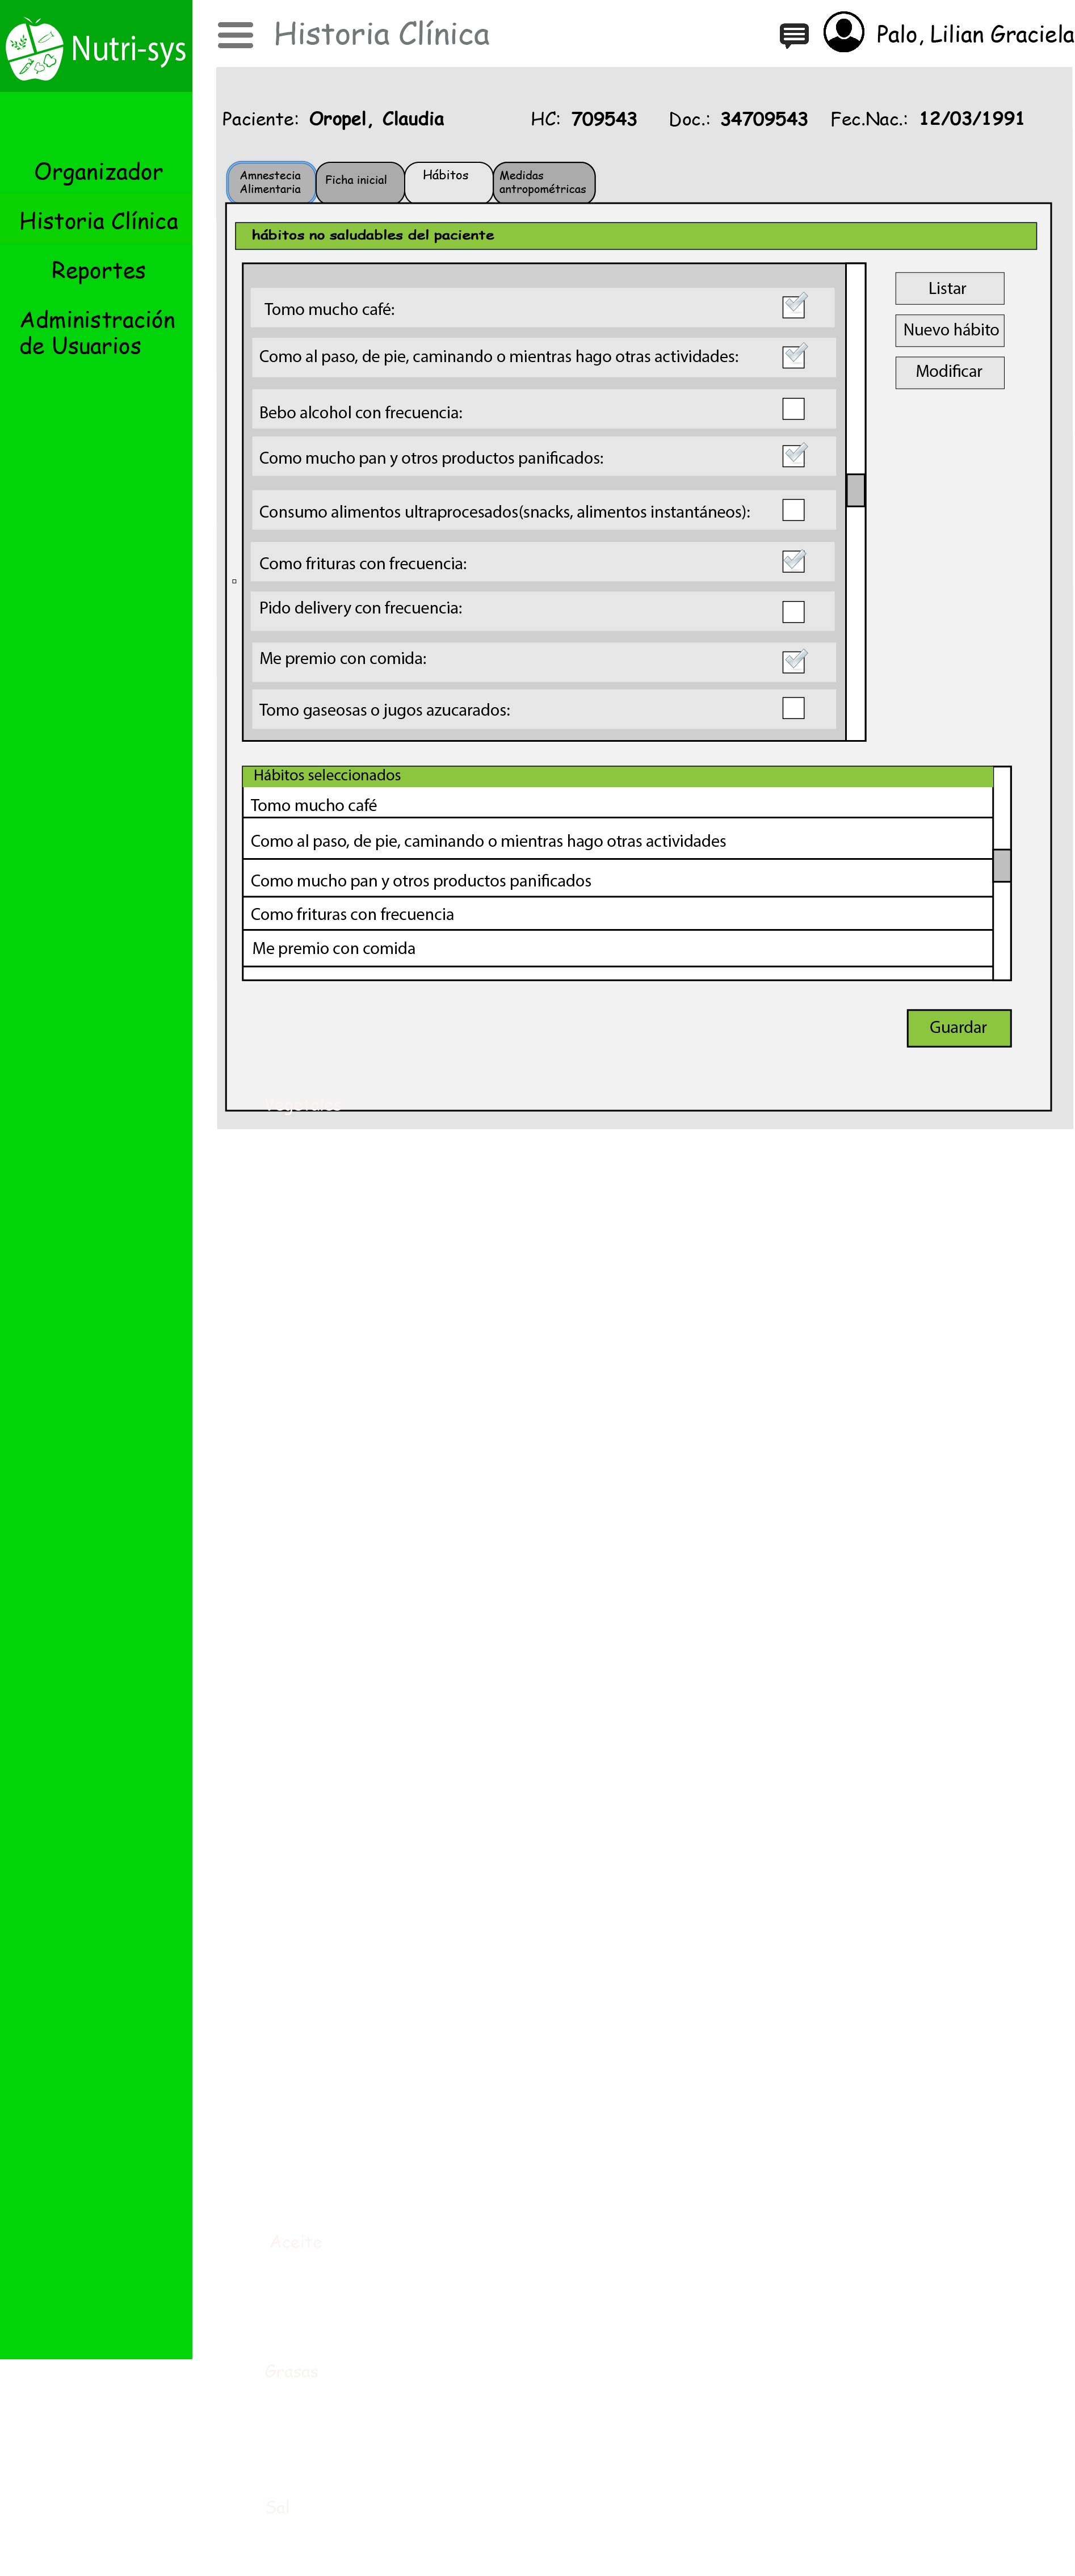 Nutri-sys
Historia Clínica
Palo, Lilian Graciela
Organizador
Historia Clínica
Reportes
Administración
de Usuarios
Paciente: Oropel, Claudia HC: 709543 Doc.: 34709543 Fec.Nac.: 12/03/1991
Amnestecia
Alimentaria
Ficha inicial
Hábitos
Medidas
antropométricas
hábitos no saludables del paciente
Tomo mucho café:
Como al paso, de pie, caminando o mientras hago otras actividades:
Bebo alcohol con frecuencia:
Como mucho pan y otros productos panificados:
Consumo alimentos ultraprocesados(snacks, alimentos instantáneos):
Como frituras con frecuencia:
Pido delivery con frecuencia:
Me premio con comida:
Tomo gaseosas o jugos azucarados:
Listar
Nuevo hábito
Modificar
Hábitos seleccionados
Tomo mucho café
Como al paso, de pie, caminando o mientras hago otras actividades
Como mucho pan y otros productos panificados
Como frituras con frecuencia
Me premio con comida
Guardar
Vegetales
Aceite
Grasas
Sal